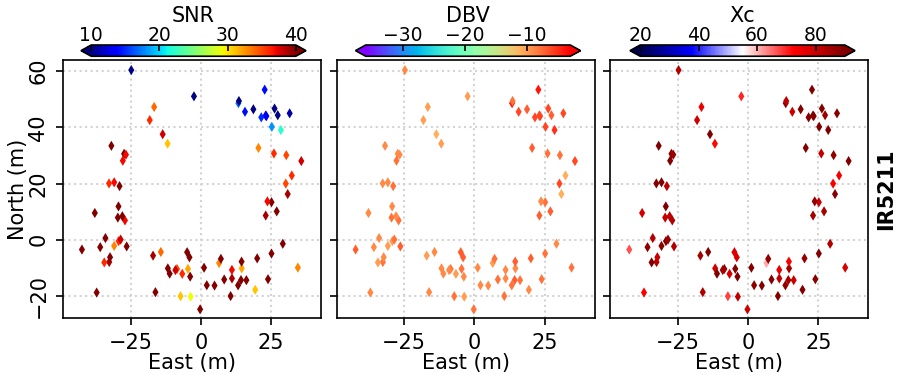 SNR DBV Xc
10 20 30 40 −30 −20 −10 20 40 60 80
60
40
20
0
−20
North (m)
IR5211
−25 0 25 −25 0 25 −25 0 25
East (m) East (m) East (m)